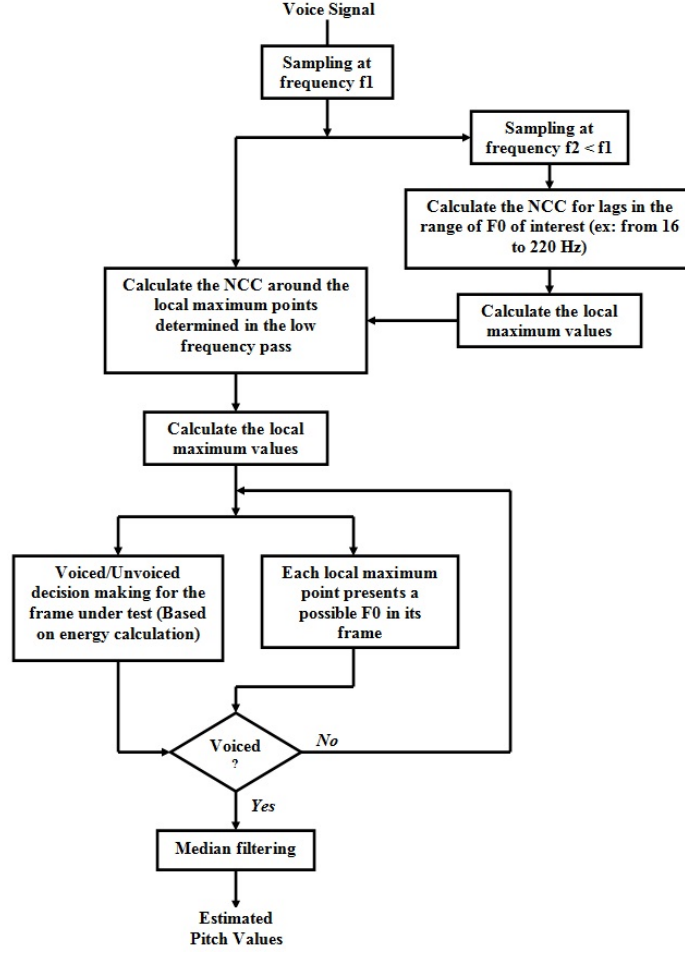 Voice Signal
Sampling at
frequency f1
Sampling at
frequency f2 < f1
Calculate the NCC for lags in the
range of F0 of interest (ex: from 16
to 220 Hz)
Calculate the NCC around the
local maximum points
determined in the low
frequency pass
Calculate the local
maximum values
Calculate the local
maximum values
Voiced/Unvoiced
decision making for the
frame under test (Based
on energy calculation)
Each local maximum
point presents a
possible F0 in its
frame
Voiced
?
No
Yes
Median filtering
Estimated
Pitch Values